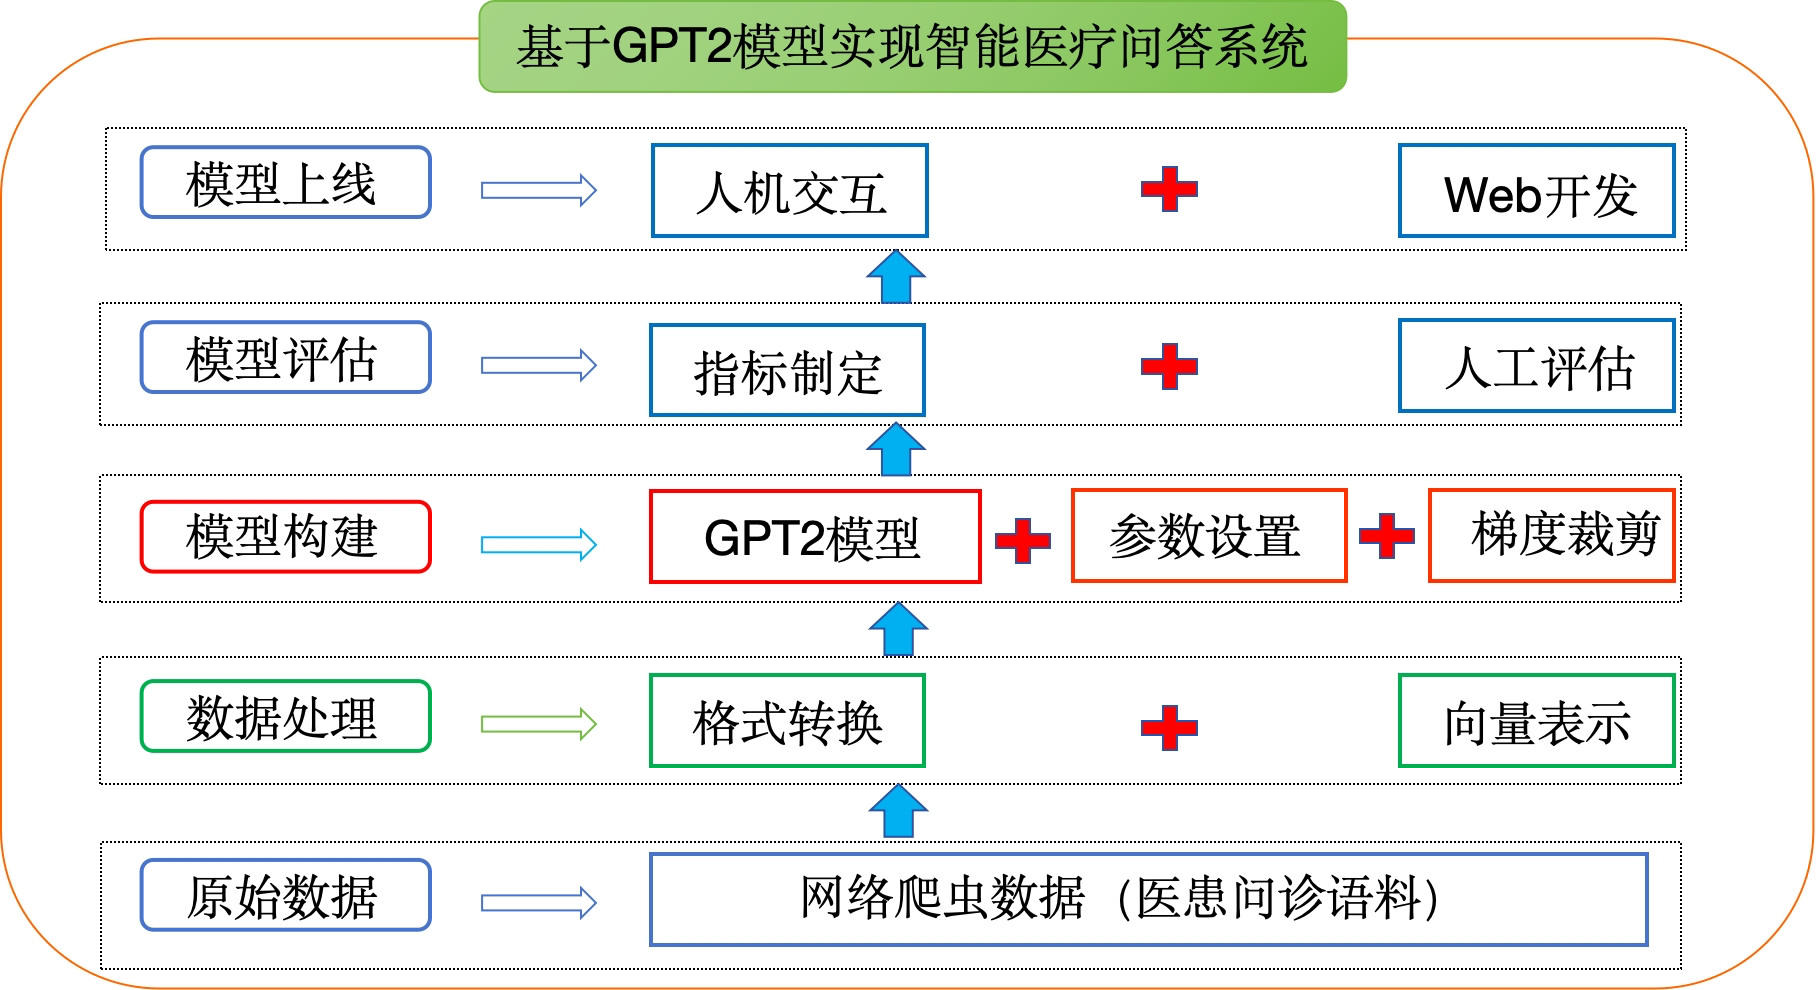 基于GPT2模型实现智能医疗问答系统
模型上线
人机交互
Web开发
模型评估
指标制定
人工评估
模型构建
GPT2模型
参数设置
梯度裁剪
数据处理
格式转换
向量表示
原始数据
网络爬虫数据（医患问诊语料）